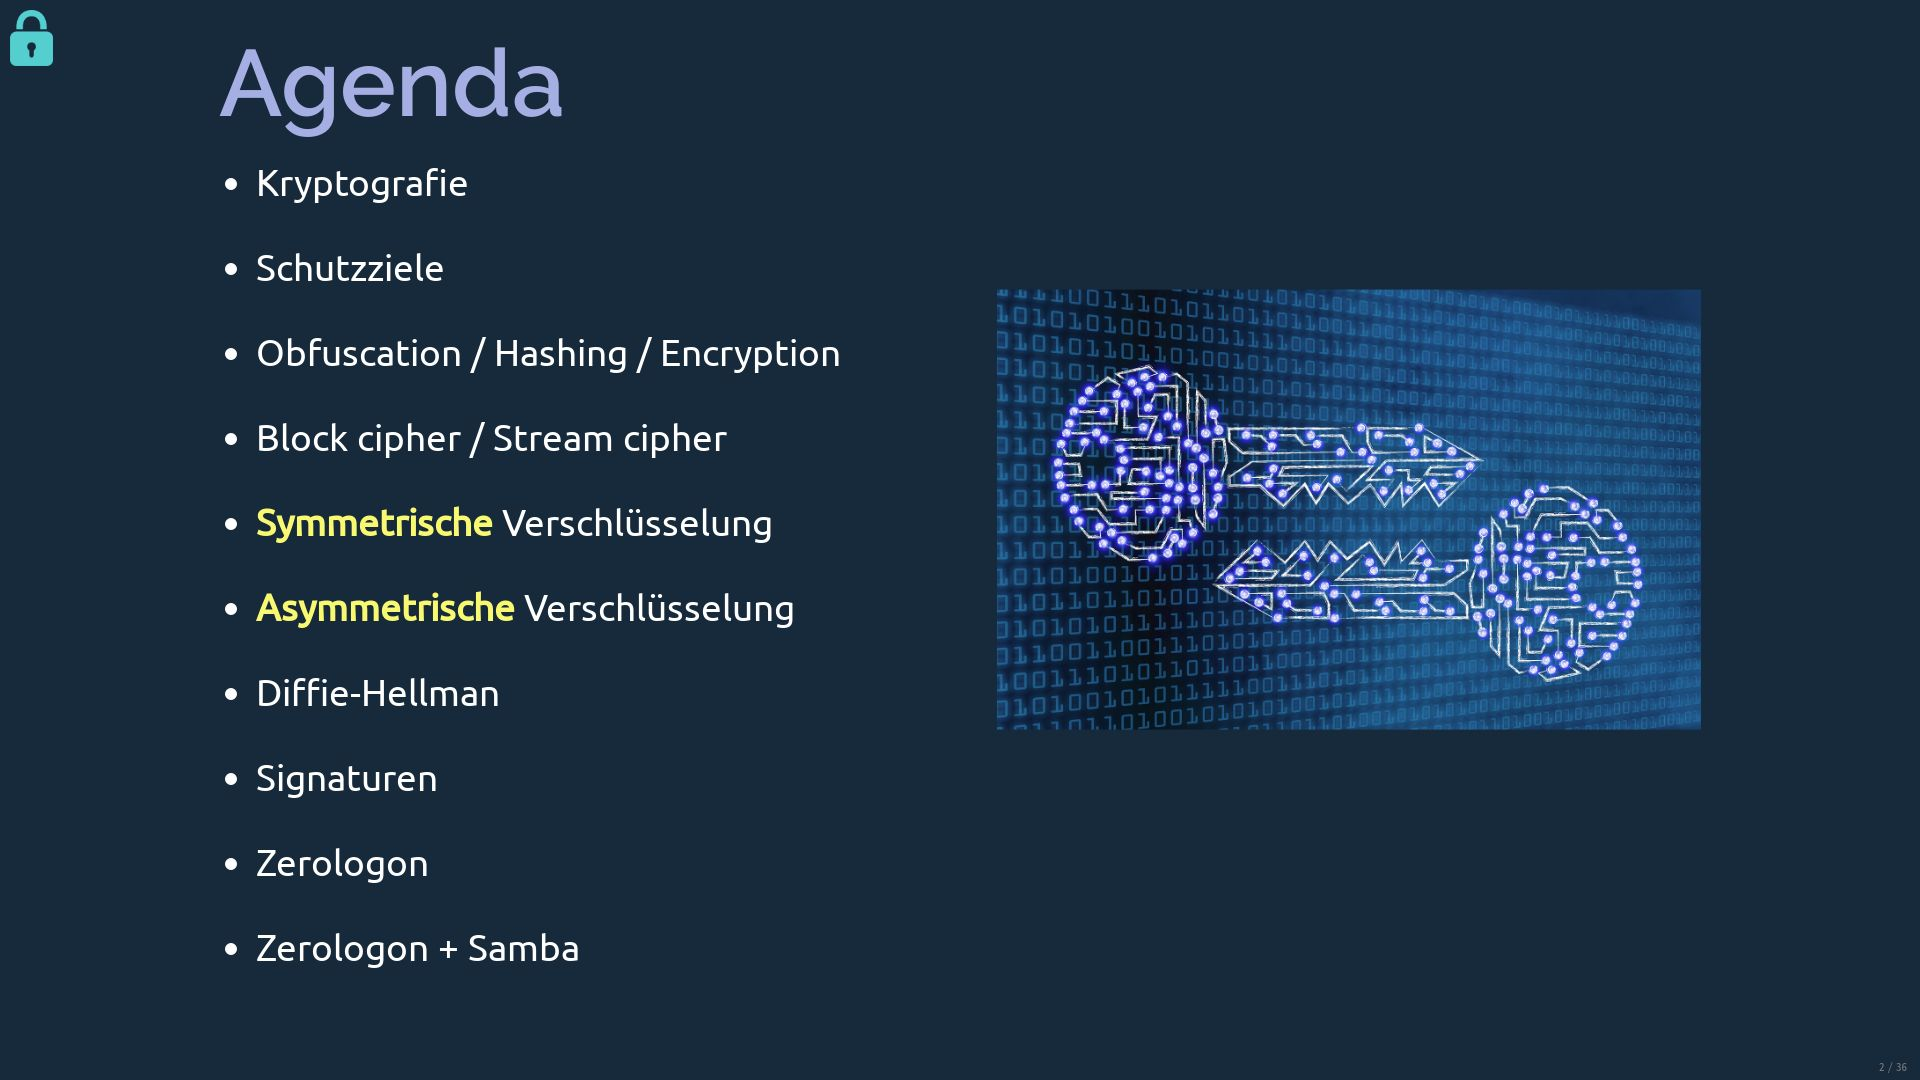 Agenda
• Kryptografie
• Schutzziele
• Obfuscation / Hashing / Encryption
• Block cipher / Stream cipher
• Symmetrische Verschlüsselung
• Asymmetrische Verschlüsselung
• Diffie-Hellman
• Signaturen
• Zerologon
• Zerologon + Samba
2 / 36